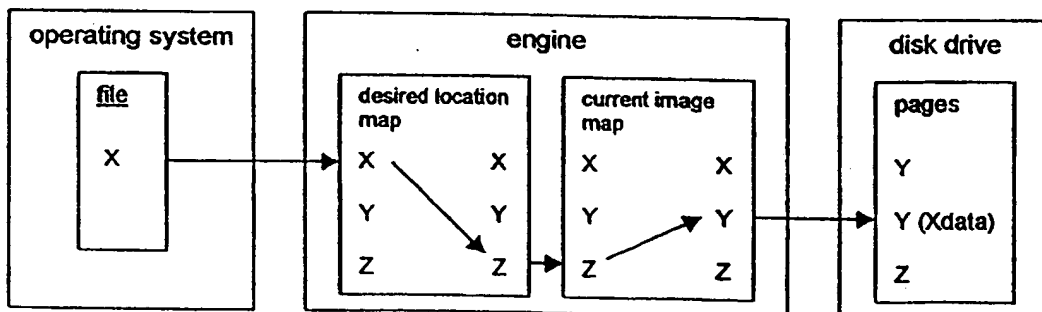 operating system
file
X
engine
desired location
map
X X
Y Y
Z Z
current image
map
X X
Y Y
Z Z
disk drive
pages
Y
Y (Xdata)
Z